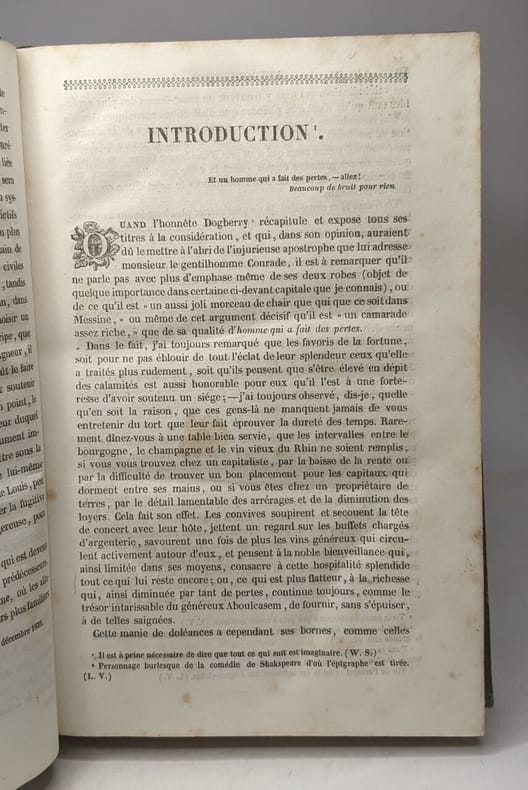 INTRODUCTION ¹.
Et un homme qui a fait des pertes, — allez!
Beaucoup de bruit pour rien
QUAND l'honnête Dogberry ² récapitule et expose tous ses
titres à la considération, et qui, dans son opinion, auraient
dû le mettre à l'abri de l'injurieuse apostrophe que lui adresse
monsieur le gentilhomme Conrade, il est à remarquer qu'il
ne parle pas avec plus d'emphase même de ses deux robes (objet de
quelque importance dans certaine ci-devant capitale que je connais), ou
de ce qu'il est « un aussi joli morceau de chair que qui que ce soit dans
Messine, » ou même de cet argument décisif qu'il est « un camarade
assez riche, » que de sa qualité d'homme qui a fait des pertes.
Dans le fait, j'ai toujours remarqué que les favoris de la fortune,
soit pour ne pas éblouir de tout l'éclat de leur splendeur ceux qu'elle
a traités plus rudement, soit qu'ils pensent que s'être élevé en dépit
des calamités est aussi honorable pour eux qu'il l'est à une forte-
resse d'avoir soutenu un siége; — j'ai toujours observé, dis-je, quelle
qu'en soit la raison, que ces gens-là ne manquent jamais de vous
entretenir du tort que leur fait éprouver la dureté des temps. Rare-
ment dînez-vous à une table bien servie, que les intervalles entre le
bourgogne, le champagne et le vin vieux du Rhin ne soient remplis,
si vous vous trouvez chez un capitaliste, par la baisse de la rente ou
par la difficulté de trouver un bon placement pour les capitaux qui
dorment entre ses mains, ou si vous êtes chez un propriétaire de
terres, par le détail lamentable des arrérages et de la diminution des
loyers. Cela fait son effet. Les convives soupirent et secouent la tête
de concert avec leur hôte, jettent un regard sur les buffets chargés
d'argenterie, savourent une fois de plus les vins généreux qui circu-
lent activement autour d'eux, et pensent à la noble bienveillance qui,
ainsi limitée dans ses moyens, consacre à cette hospitalité splendide
tout ce qui lui reste encore; ou, ce qui est plus flatteur, à la richesse
qui, ainsi diminuée par tant de pertes, continue toujours, comme le
trésor intarissable du généreux Aboulcasem, de fournir, sans s'épuiser,
à de telles saignées.
Cette manie de doléances a cependant ses bornes, comme celles
¹ Il est à peine nécessaire de dire que tout ce qui suit est imaginaire. (W. S.)
² Personnage burlesque de la comédie de Shakspeare d'où l'épigraphe est tirée.
(L. V.)